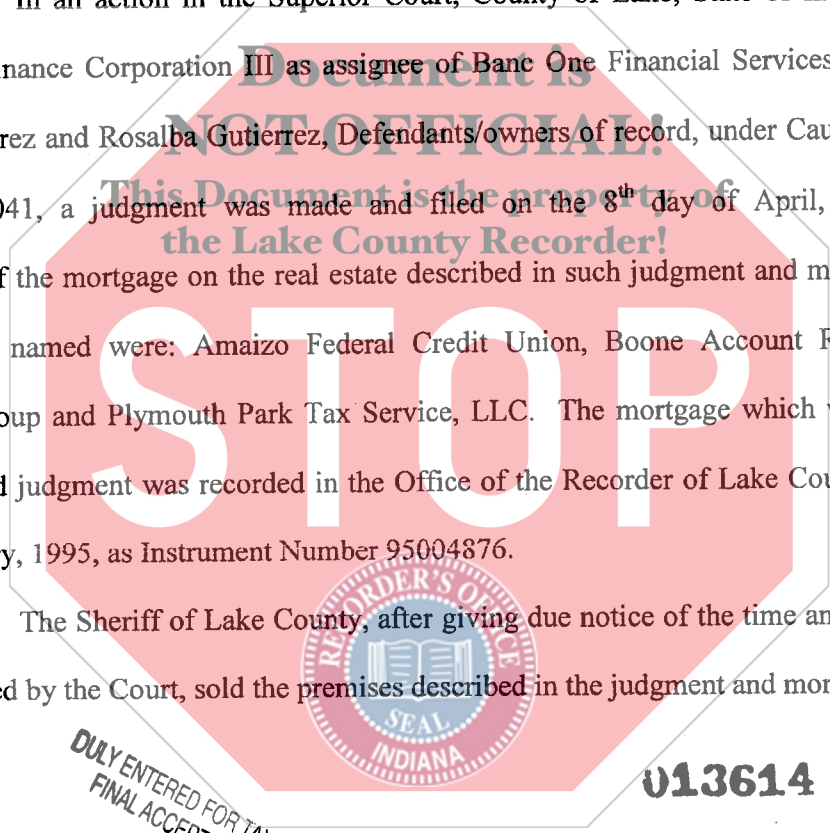 In an action in the Superior Court, County of Lake, State of
nance Corporation III as assignee of Banc One Financial Services
rez and Rosalba Gutierrez, Defendants/owners of record, under Cau
041, a judgment was made and filed on the 8th day of April,
f the mortgage on the real estate described in such judgment and m
named were: Amaizo Federal Credit Union, Boone Account R
oup and Plymouth Park Tax Service, LLC. The mortgage which
d judgment was recorded in the Office of the Recorder of Lake Cou
y, 1995, as Instrument Number 95004876.
The Sheriff of Lake County, after giving due notice of the time an
ed by the Court, sold the premises described in the judgment and mor
Document is
NOT OFFICIAL!
This Document is the property of
the Lake County Recorder!
STOP
RECORDER'S OFFICE
SEAL
INDIANA
DULY ENTERED FOR TA
FINAL ACCEPT
013614